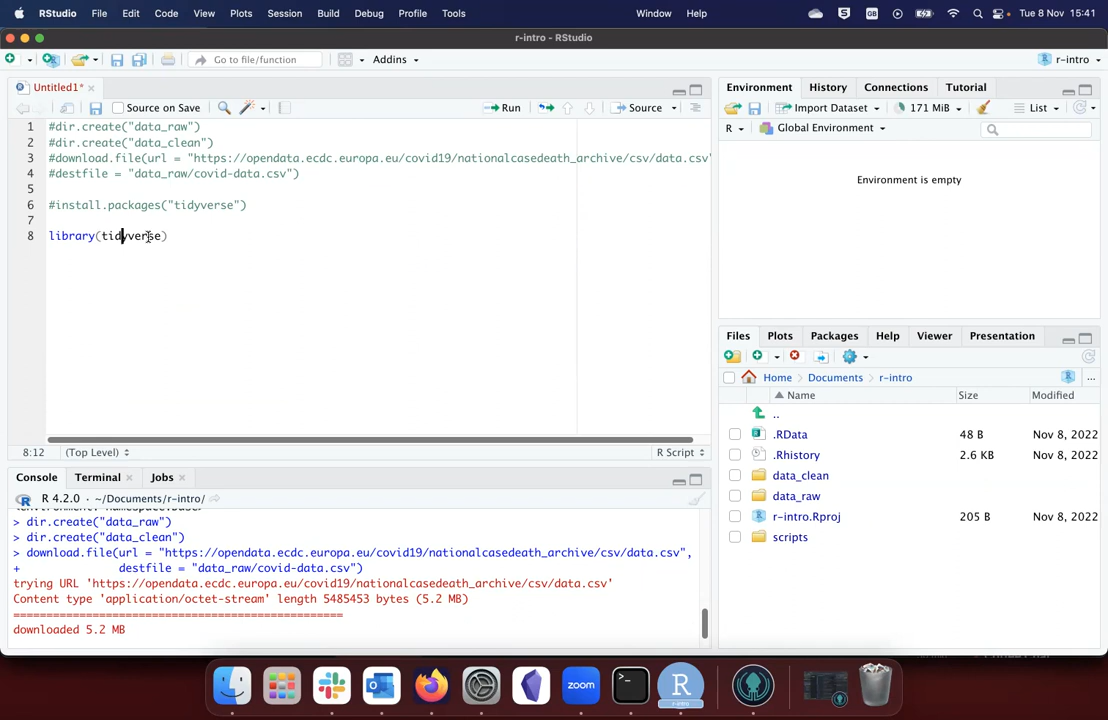 RStudio File Edit Code View Plots Session Build Debug Profile Tools Window Help Tue 8 Nov 15:41
r-intro - RStudio
Go to file/function Addins r-intro
Untitled1*
Source on Save Run Source
1 #dir.create("data_raw")
2 #dir.create("data_clean")
3 #download.file(url = "https://opendata.ecdc.europa.eu/covid19/nationalcasedeath_archive/csv/data.csv"
4 #destfile = "data_raw/covid-data.csv")
5
6 #install.packages("tidyverse")
7
8 library(tidyverse)
8:12 (Top Level) R Script
Console Terminal Jobs
R 4.2.0 · ~/Documents/r-intro/
<environment: namespace:base>
> dir.create("data_raw")
> dir.create("data_clean")
> download.file(url = "https://opendata.ecdc.europa.eu/covid19/nationalcasedeath_archive/csv/data.csv",
+ destfile = "data_raw/covid-data.csv")
trying URL 'https://opendata.ecdc.europa.eu/covid19/nationalcasedeath_archive/csv/data.csv'
Content type 'application/octet-stream' length 5485453 bytes (5.2 MB)
==================================================
downloaded 5.2 MB
Environment History Connections Tutorial
Import Dataset 171 MiB List
R Global Environment
Environment is empty
Files Plots Packages Help Viewer Presentation
Home Documents r-intro
Name Size Modified
..
.RData 48 B Nov 8, 2022
.Rhistory 2.6 KB Nov 8, 2022
data_clean
data_raw
r-intro.Rproj 205 B Nov 8, 2022
scripts
zoom
R
r-intro